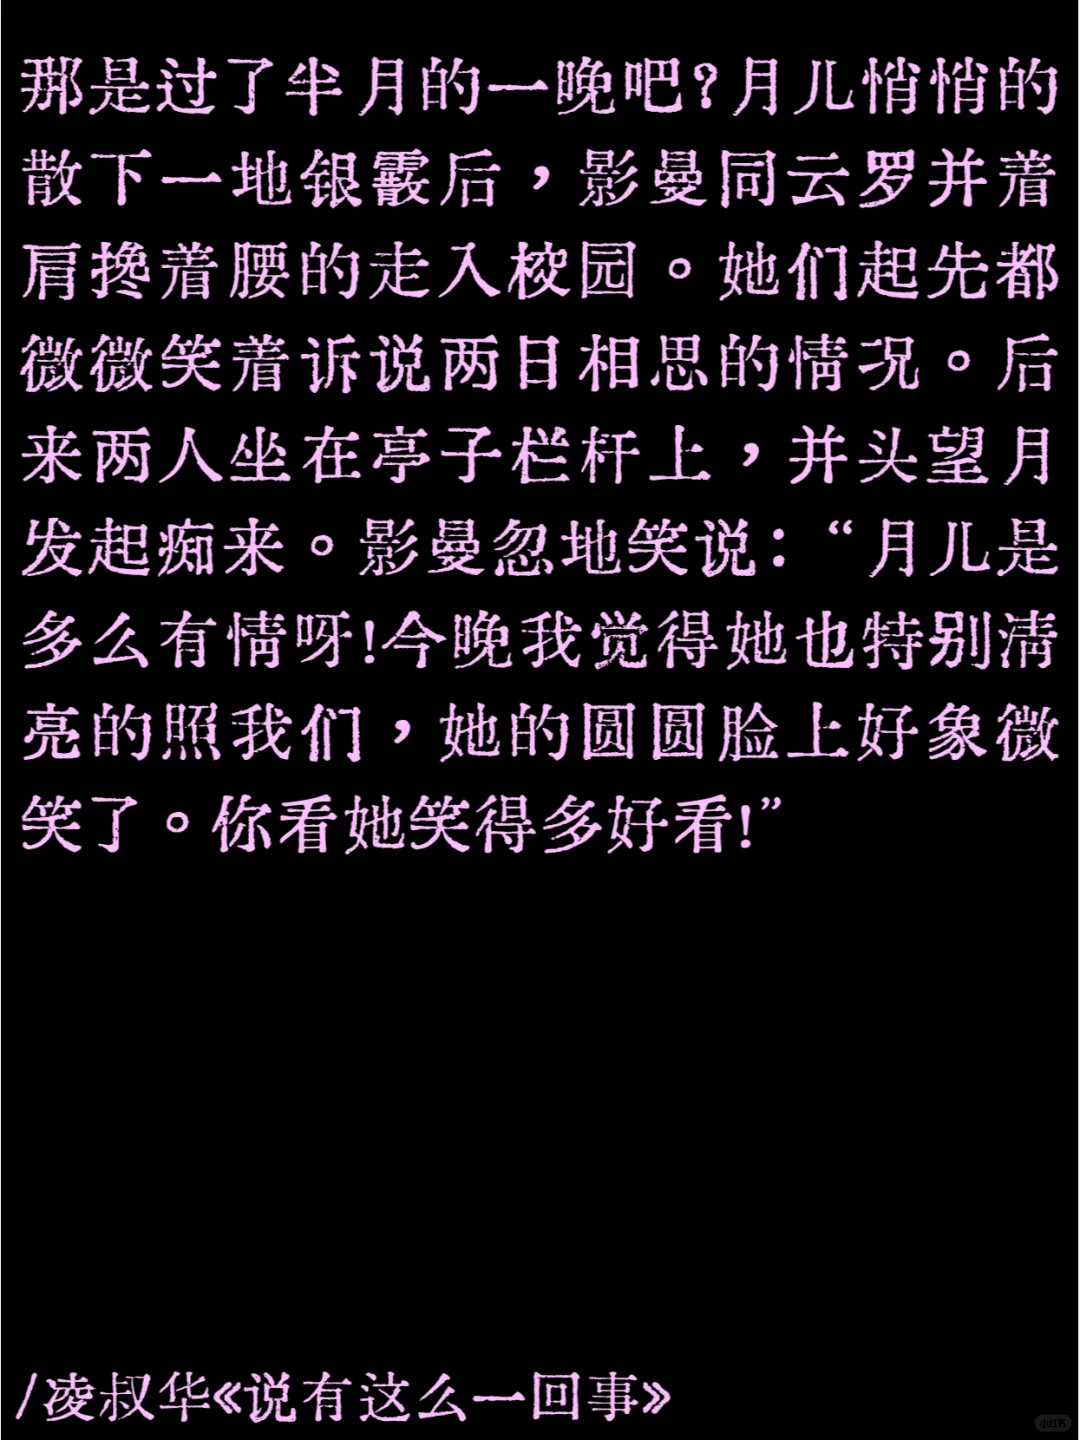 那是过了半月的一晚吧?月儿悄悄的
散下一地银霰后，影曼同云罗并着
肩搀着腰的走入校园。她们起先都
微微笑着诉说两日相思的情况。后
来两人坐在亭子栏杆上，并头望月
发起痴来。影曼忽地笑说：“月儿是
多么有情呀!今晚我觉得她也特别清
亮的照我们，她的圆圆脸上好象微
笑了。你看她笑得多好看!”
/凌叔华《说有这么一回事》
小红书